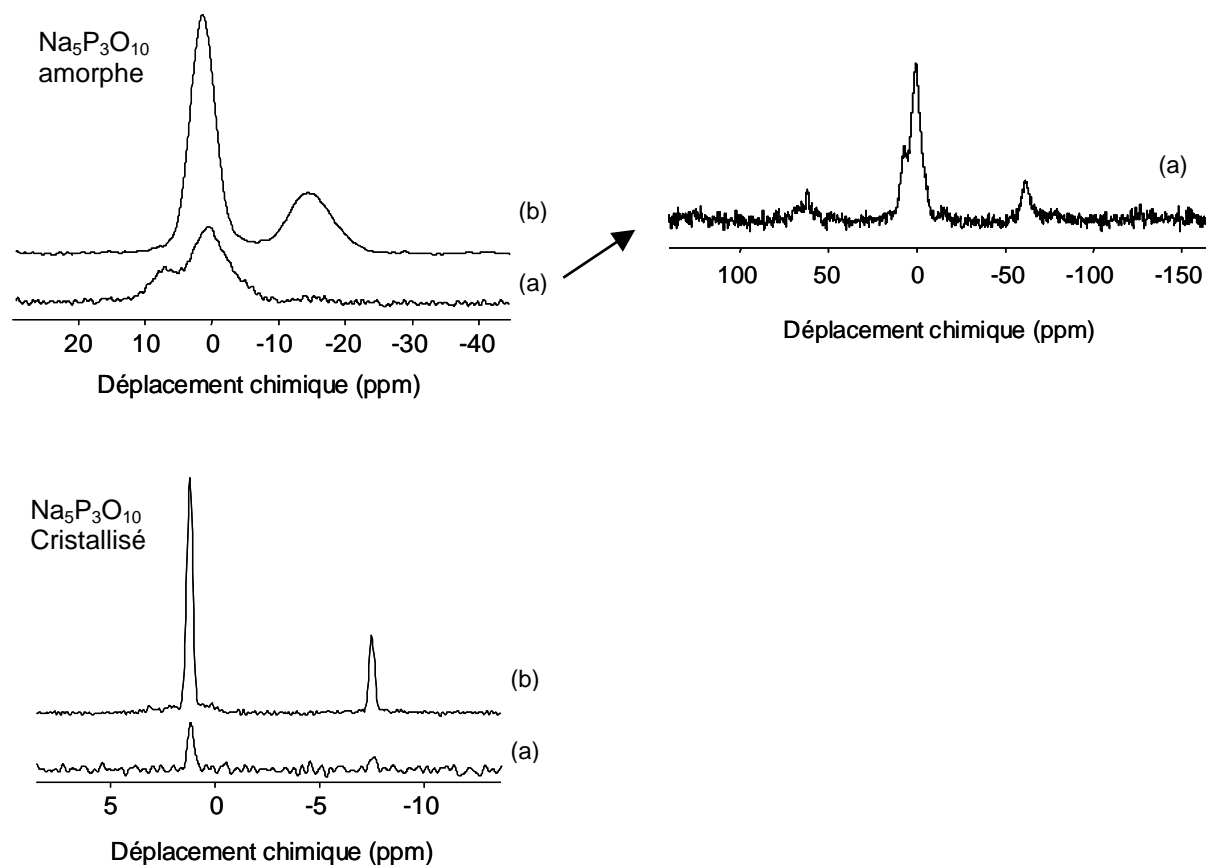 Na₅P₃O₁₀
amorphe
(b)
(a)
20 10 0 -10 -20 -30 -40
Déplacement chimique (ppm)
(a)
100 50 0 -50 -100 -150
Déplacement chimique (ppm)
Na₅P₃O₁₀
Cristallisé
(b)
(a)
5 0 -5 -10
Déplacement chimique (ppm)